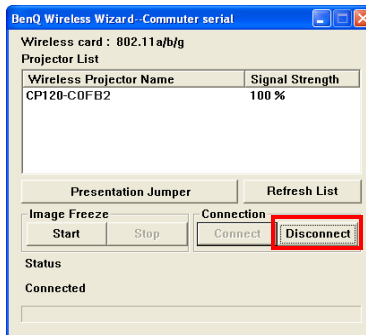 BenQ Wireless Wizard--Commuter serial
Wireless card : 802.11a/b/g
Projector List
Wireless Projector Name Signal Strength
CP120-C0FB2 100 %
Presentation Jumper Refresh List
Image Freeze Connection
Start Stop Connect Disconnect
Status
Connected